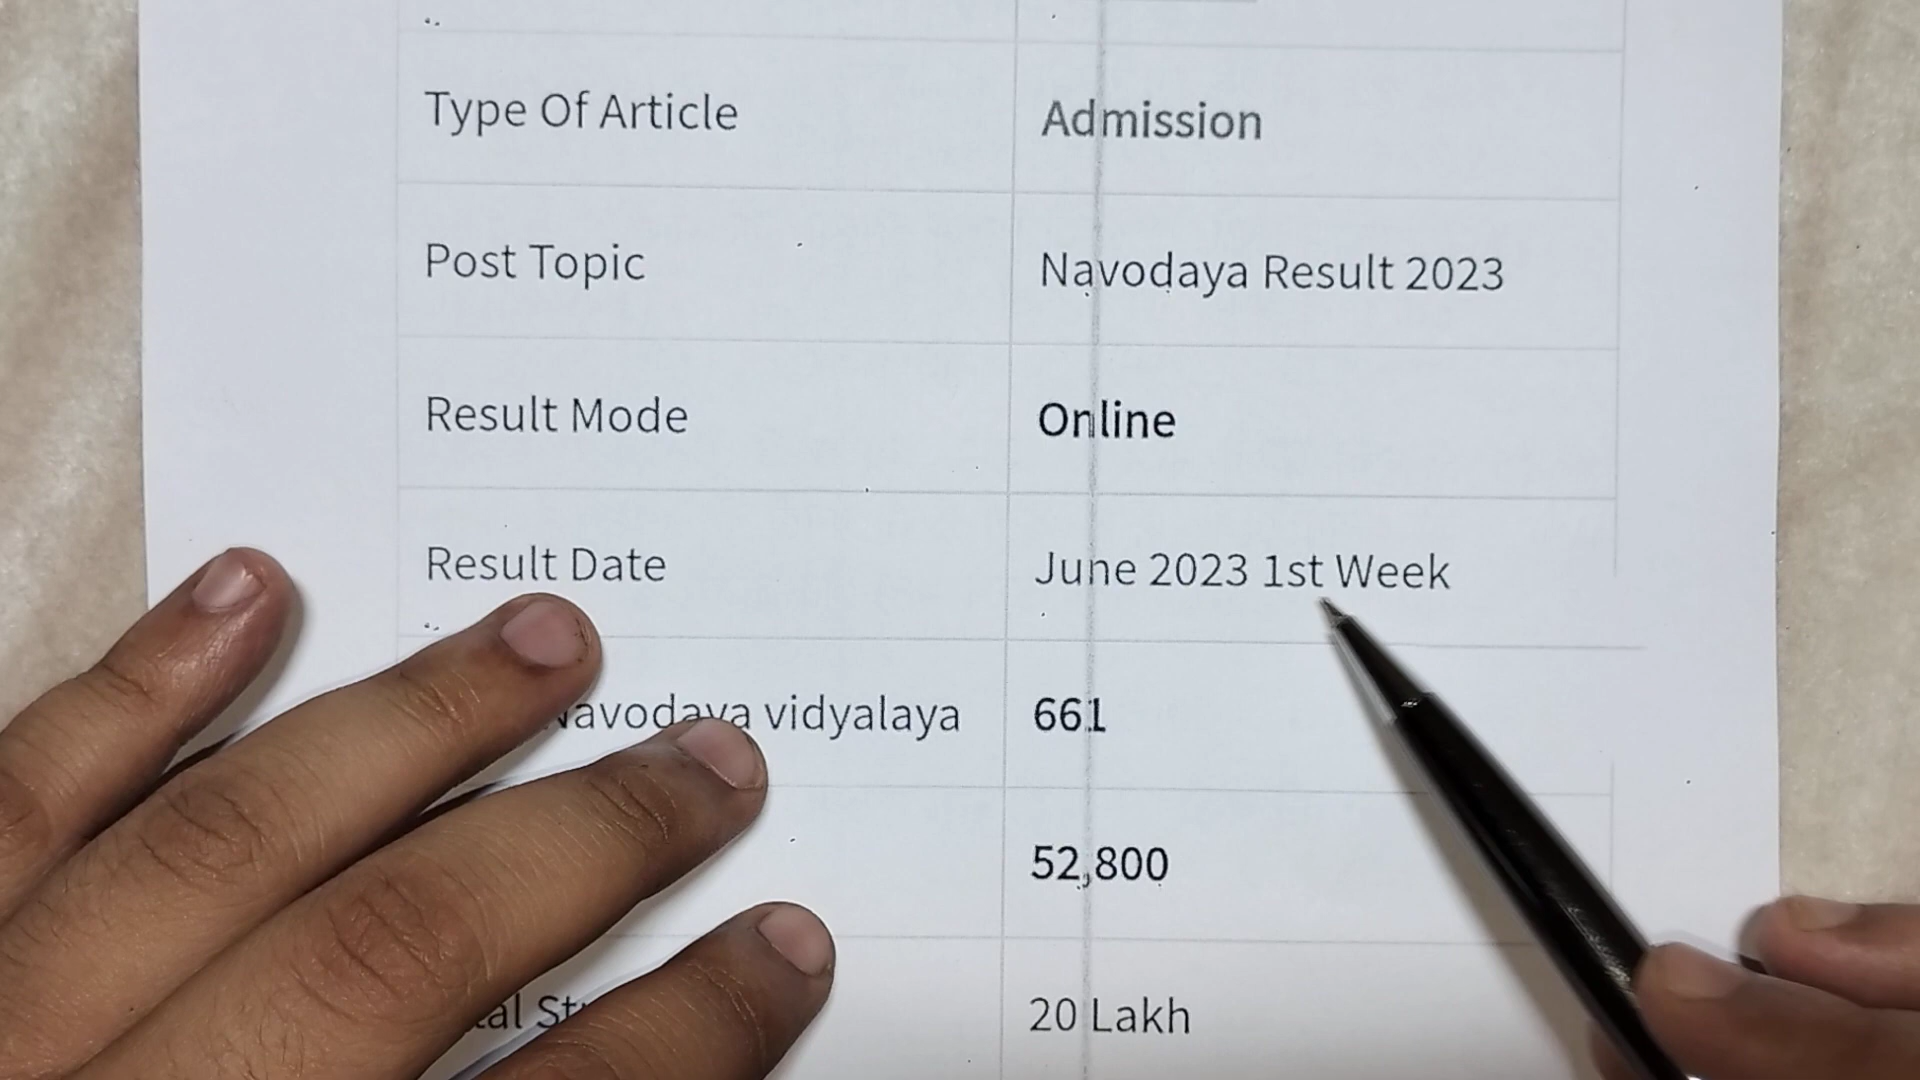 Type Of Article Admission
Post Topic Navodaya Result 2023
Result Mode Online
Result Date June 2023 1st Week
Navodaya vidyalaya 661
52,800
20 Lakh